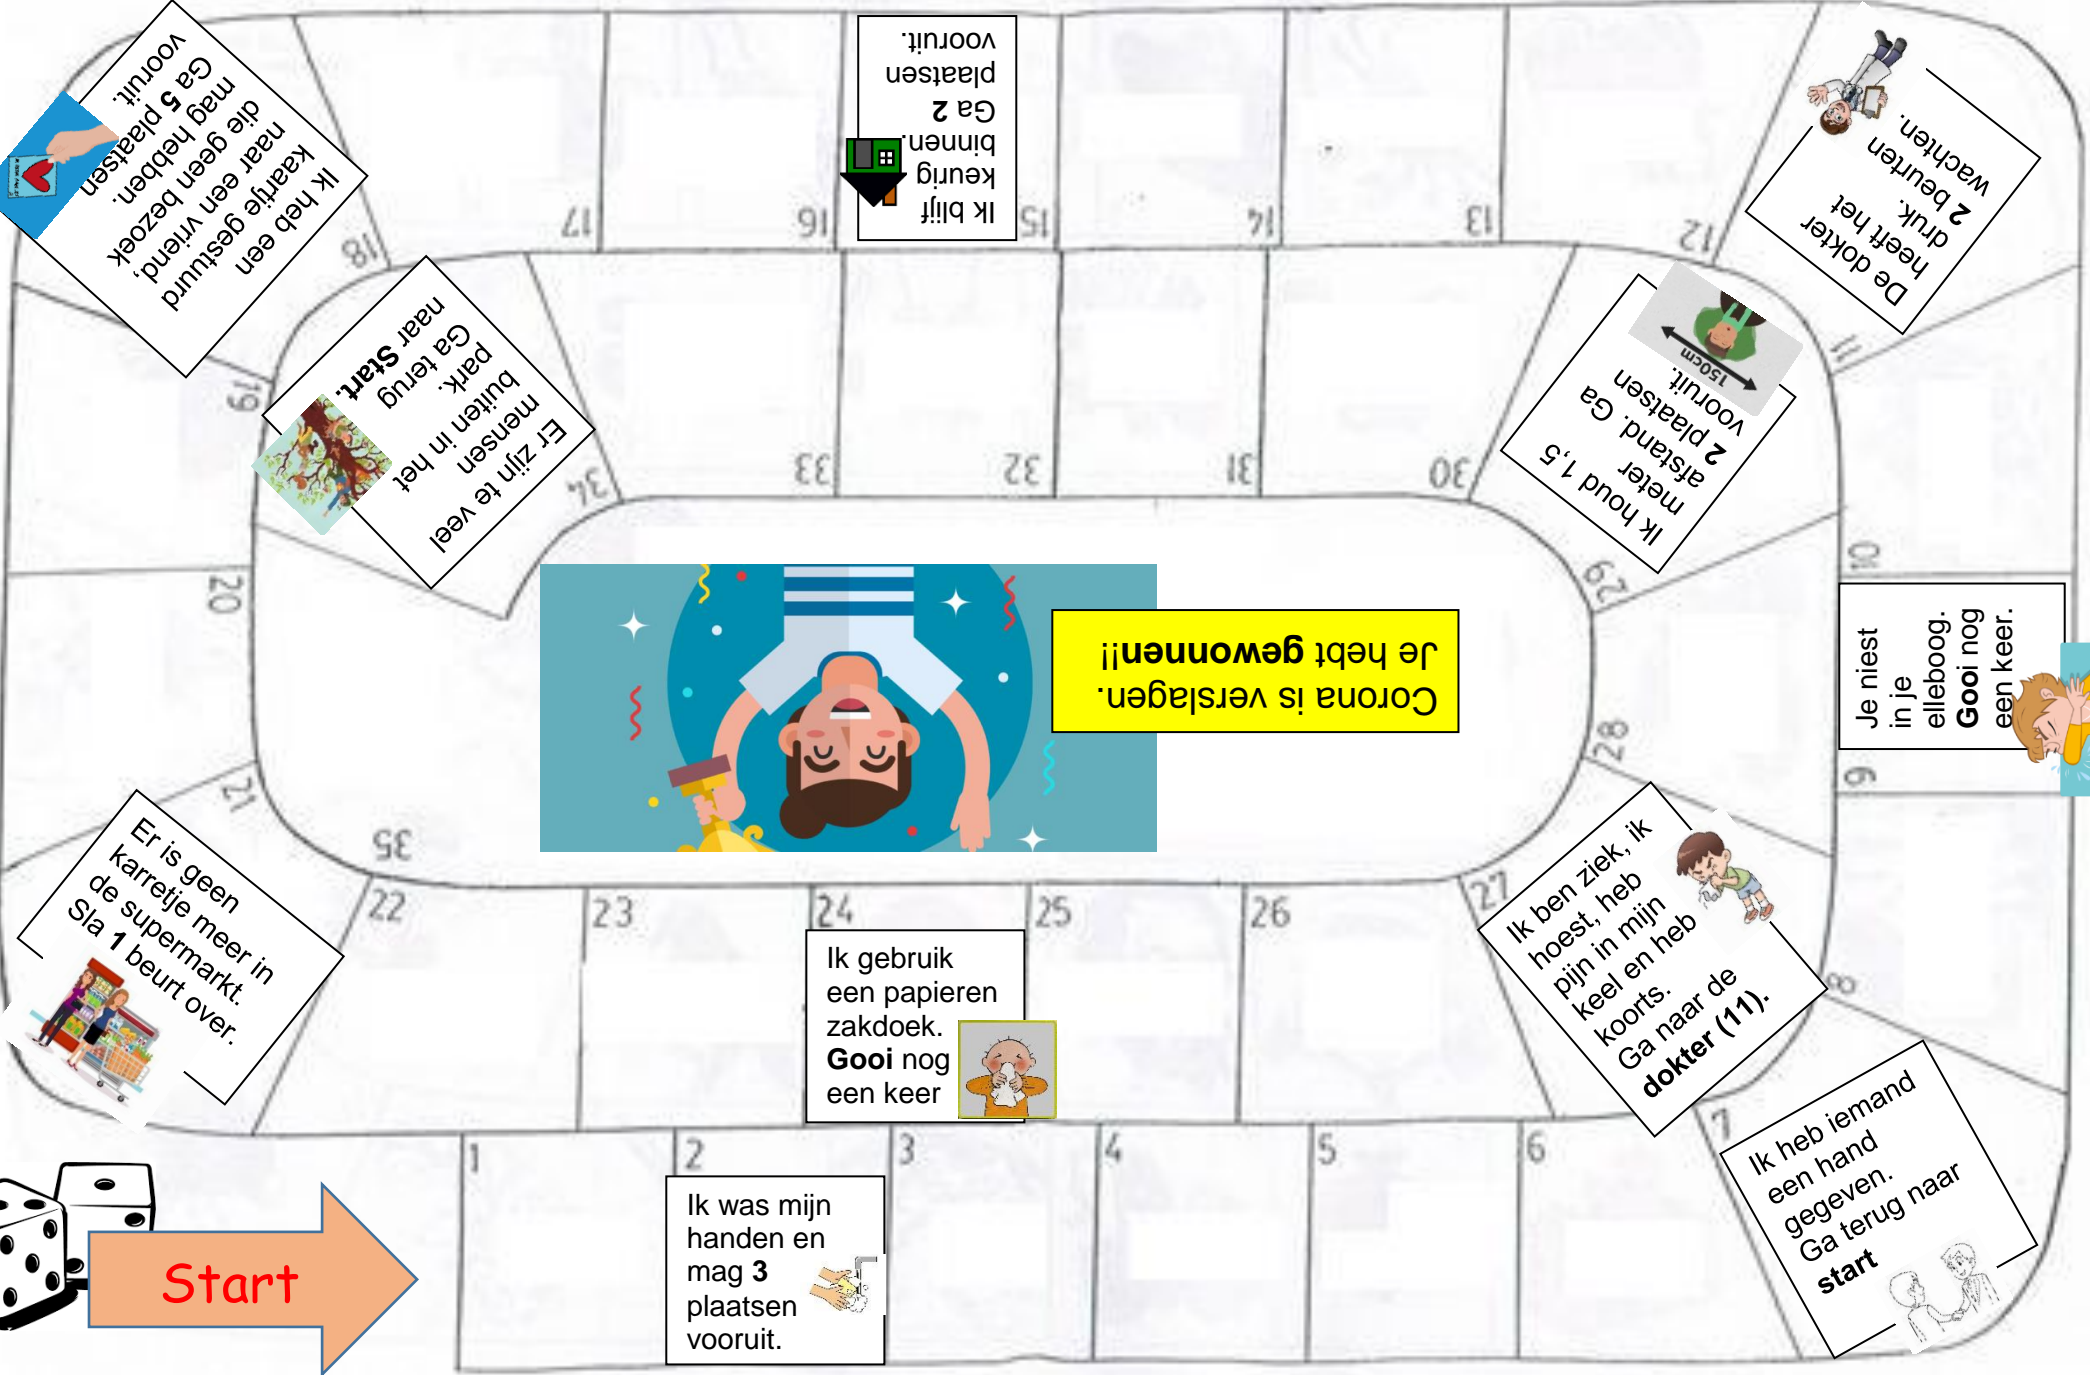 Start
1
2
Ik was mijn
handen en
mag 3
plaatsen
vooruit.
3
4
5
6
7
Ik heb iemand
een hand
gegeven.
Ga terug naar
start
8
9
Je niest
in je
elleboog.
Gooi nog
een keer.
10
11
De dokter
heeft het
druk.
2 beurten
wachten.
12
13
14
15
Ik blijf
keurig
binnen.
Ga 2
plaatsen
vooruit.
16
17
18
Ik heb een
kaartje gestuurd
naar een vriend,
die geen bezoek
mag hebben.
Ga 5 plaatsen
vooruit.
19
20
21
Er is geen
karretje meer in
de supermarkt.
Sla 1 beurt over.
22
23
24
Ik gebruik
een papieren
zakdoek.
Gooi nog
een keer
25
26
27
Ik ben ziek, ik
hoest, heb
pijn in mijn
keel en heb
koorts.
Ga naar de
dokter (11).
28
29
Ik houd 1,5
meter
afstand. Ga
2 plaatsen
vooruit.
150cm
30
31
32
33
34
Er zijn te veel
mensen
buiten in het
park.
Ga terug
naar Start.
35
Corona is verslagen.
Je hebt gewonnen!!